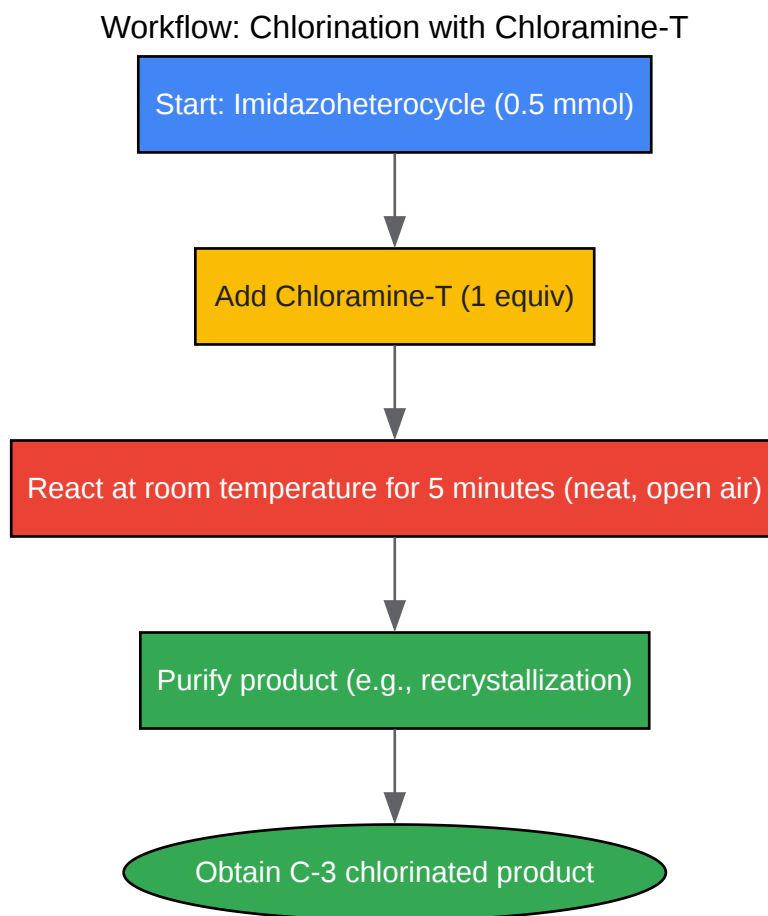 Workflow: Chlorination with Chloramine-T
Start: Imidazoheterocycle (0.5 mmol)
Add Chloramine-T (1 equiv)
React at room temperature for 5 minutes (neat, open air)
Purify product (e.g., recrystallization)
Obtain C-3 chlorinated product